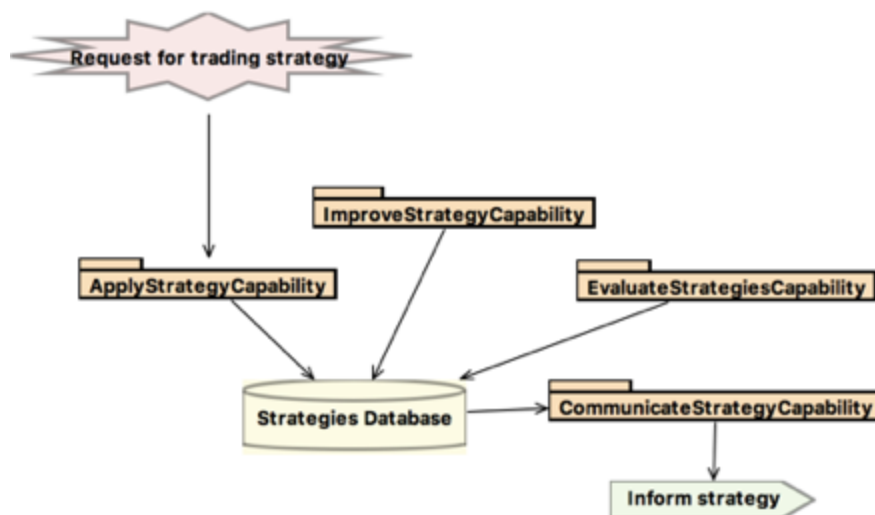 Request for trading strategy
ImproveStrategyCapability
ApplyStrategyCapability
EvaluateStrategiesCapability
Strategies Database
CommunicateStrategyCapability
Inform strategy